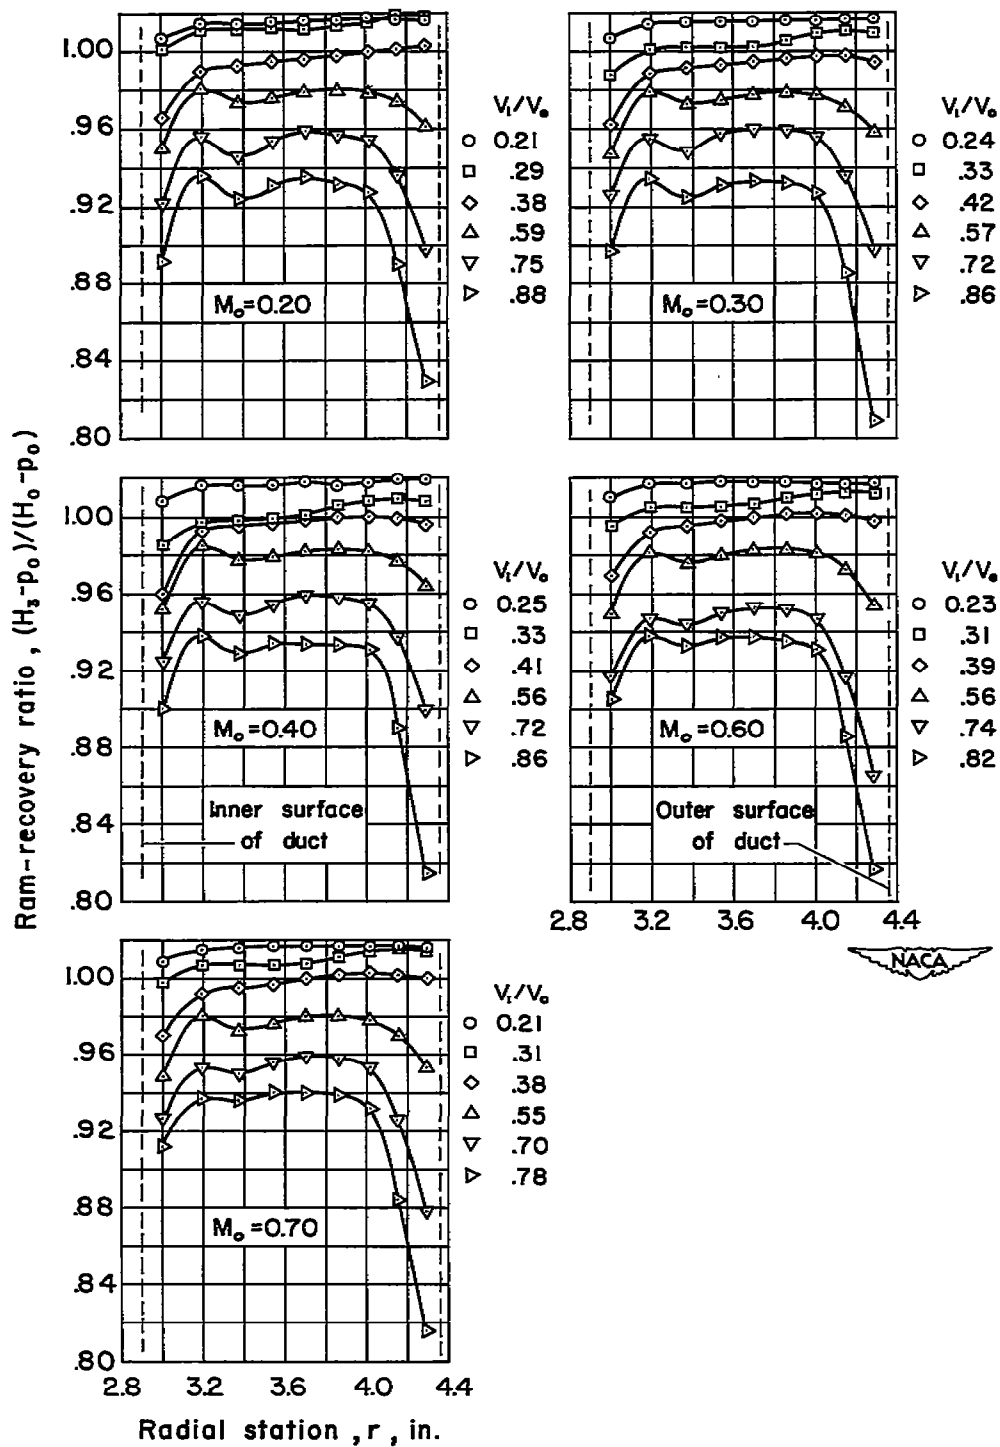 Ram-recovery ratio, (H₃-p₀)/(H₀-p₀)
1.00
.96
.92
.88
.84
.80
M₀=0.20
V₁/V₀
0.21
.29
.38
.59
.75
.88
M₀=0.30
V₁/V₀
0.24
.33
.42
.57
.72
.86
1.00
.96
.92
.88
.84
.80
M₀=0.40
Inner surface
of duct
V₁/V₀
0.25
.33
.41
.56
.72
.86
M₀=0.60
Outer surface
of duct
V₁/V₀
0.23
.31
.39
.56
.74
.82
2.8 3.2 3.6 4.0 4.4
NACA
1.00
.96
.92
.88
.84
.80
M₀=0.70
V₁/V₀
0.21
.31
.38
.55
.70
.78
2.8 3.2 3.6 4.0 4.4
Radial station, r, in.